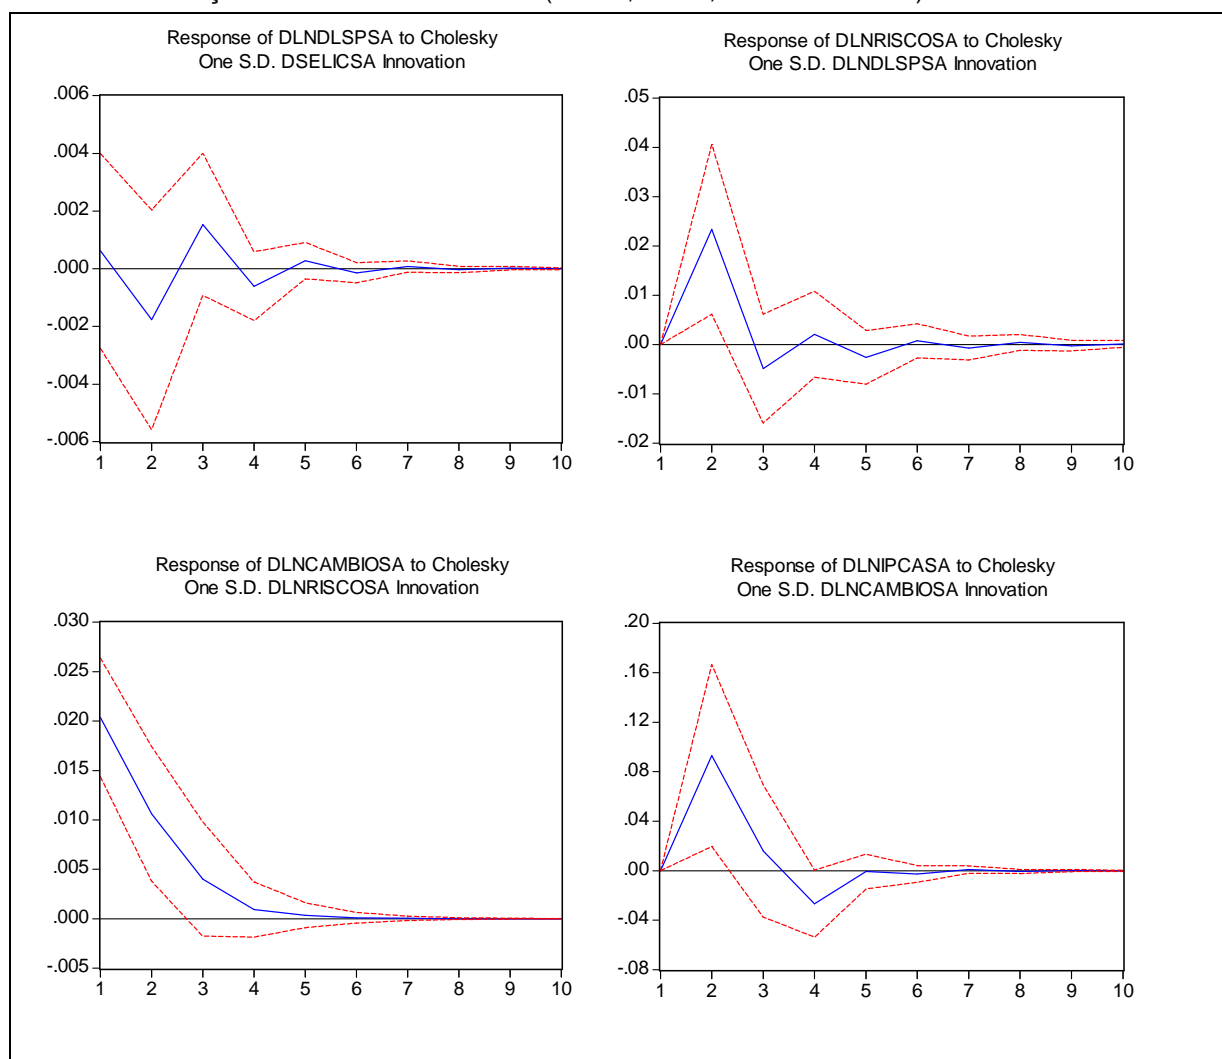 Response of DLNDLSPSA to Cholesky
One S.D. DSELICSA Innovation
.006
.004
.002
.000
-.002
-.004
-.006
1 2 3 4 5 6 7 8 9 10
Response of DLNRISCOSA to Cholesky
One S.D. DLNDLSPSA Innovation
.05
.04
.03
.02
.01
.00
-.01
-.02
1 2 3 4 5 6 7 8 9 10
Response of DLNCAMBIOSA to Cholesky
One S.D. DLNRISCOSA Innovation
.030
.025
.020
.015
.010
.005
.000
-.005
1 2 3 4 5 6 7 8 9 10
Response of DLNIPCASA to Cholesky
One S.D. DLNCAMBIOSA Innovation
.20
.16
.12
.08
.04
.00
-.04
-.08
1 2 3 4 5 6 7 8 9 10